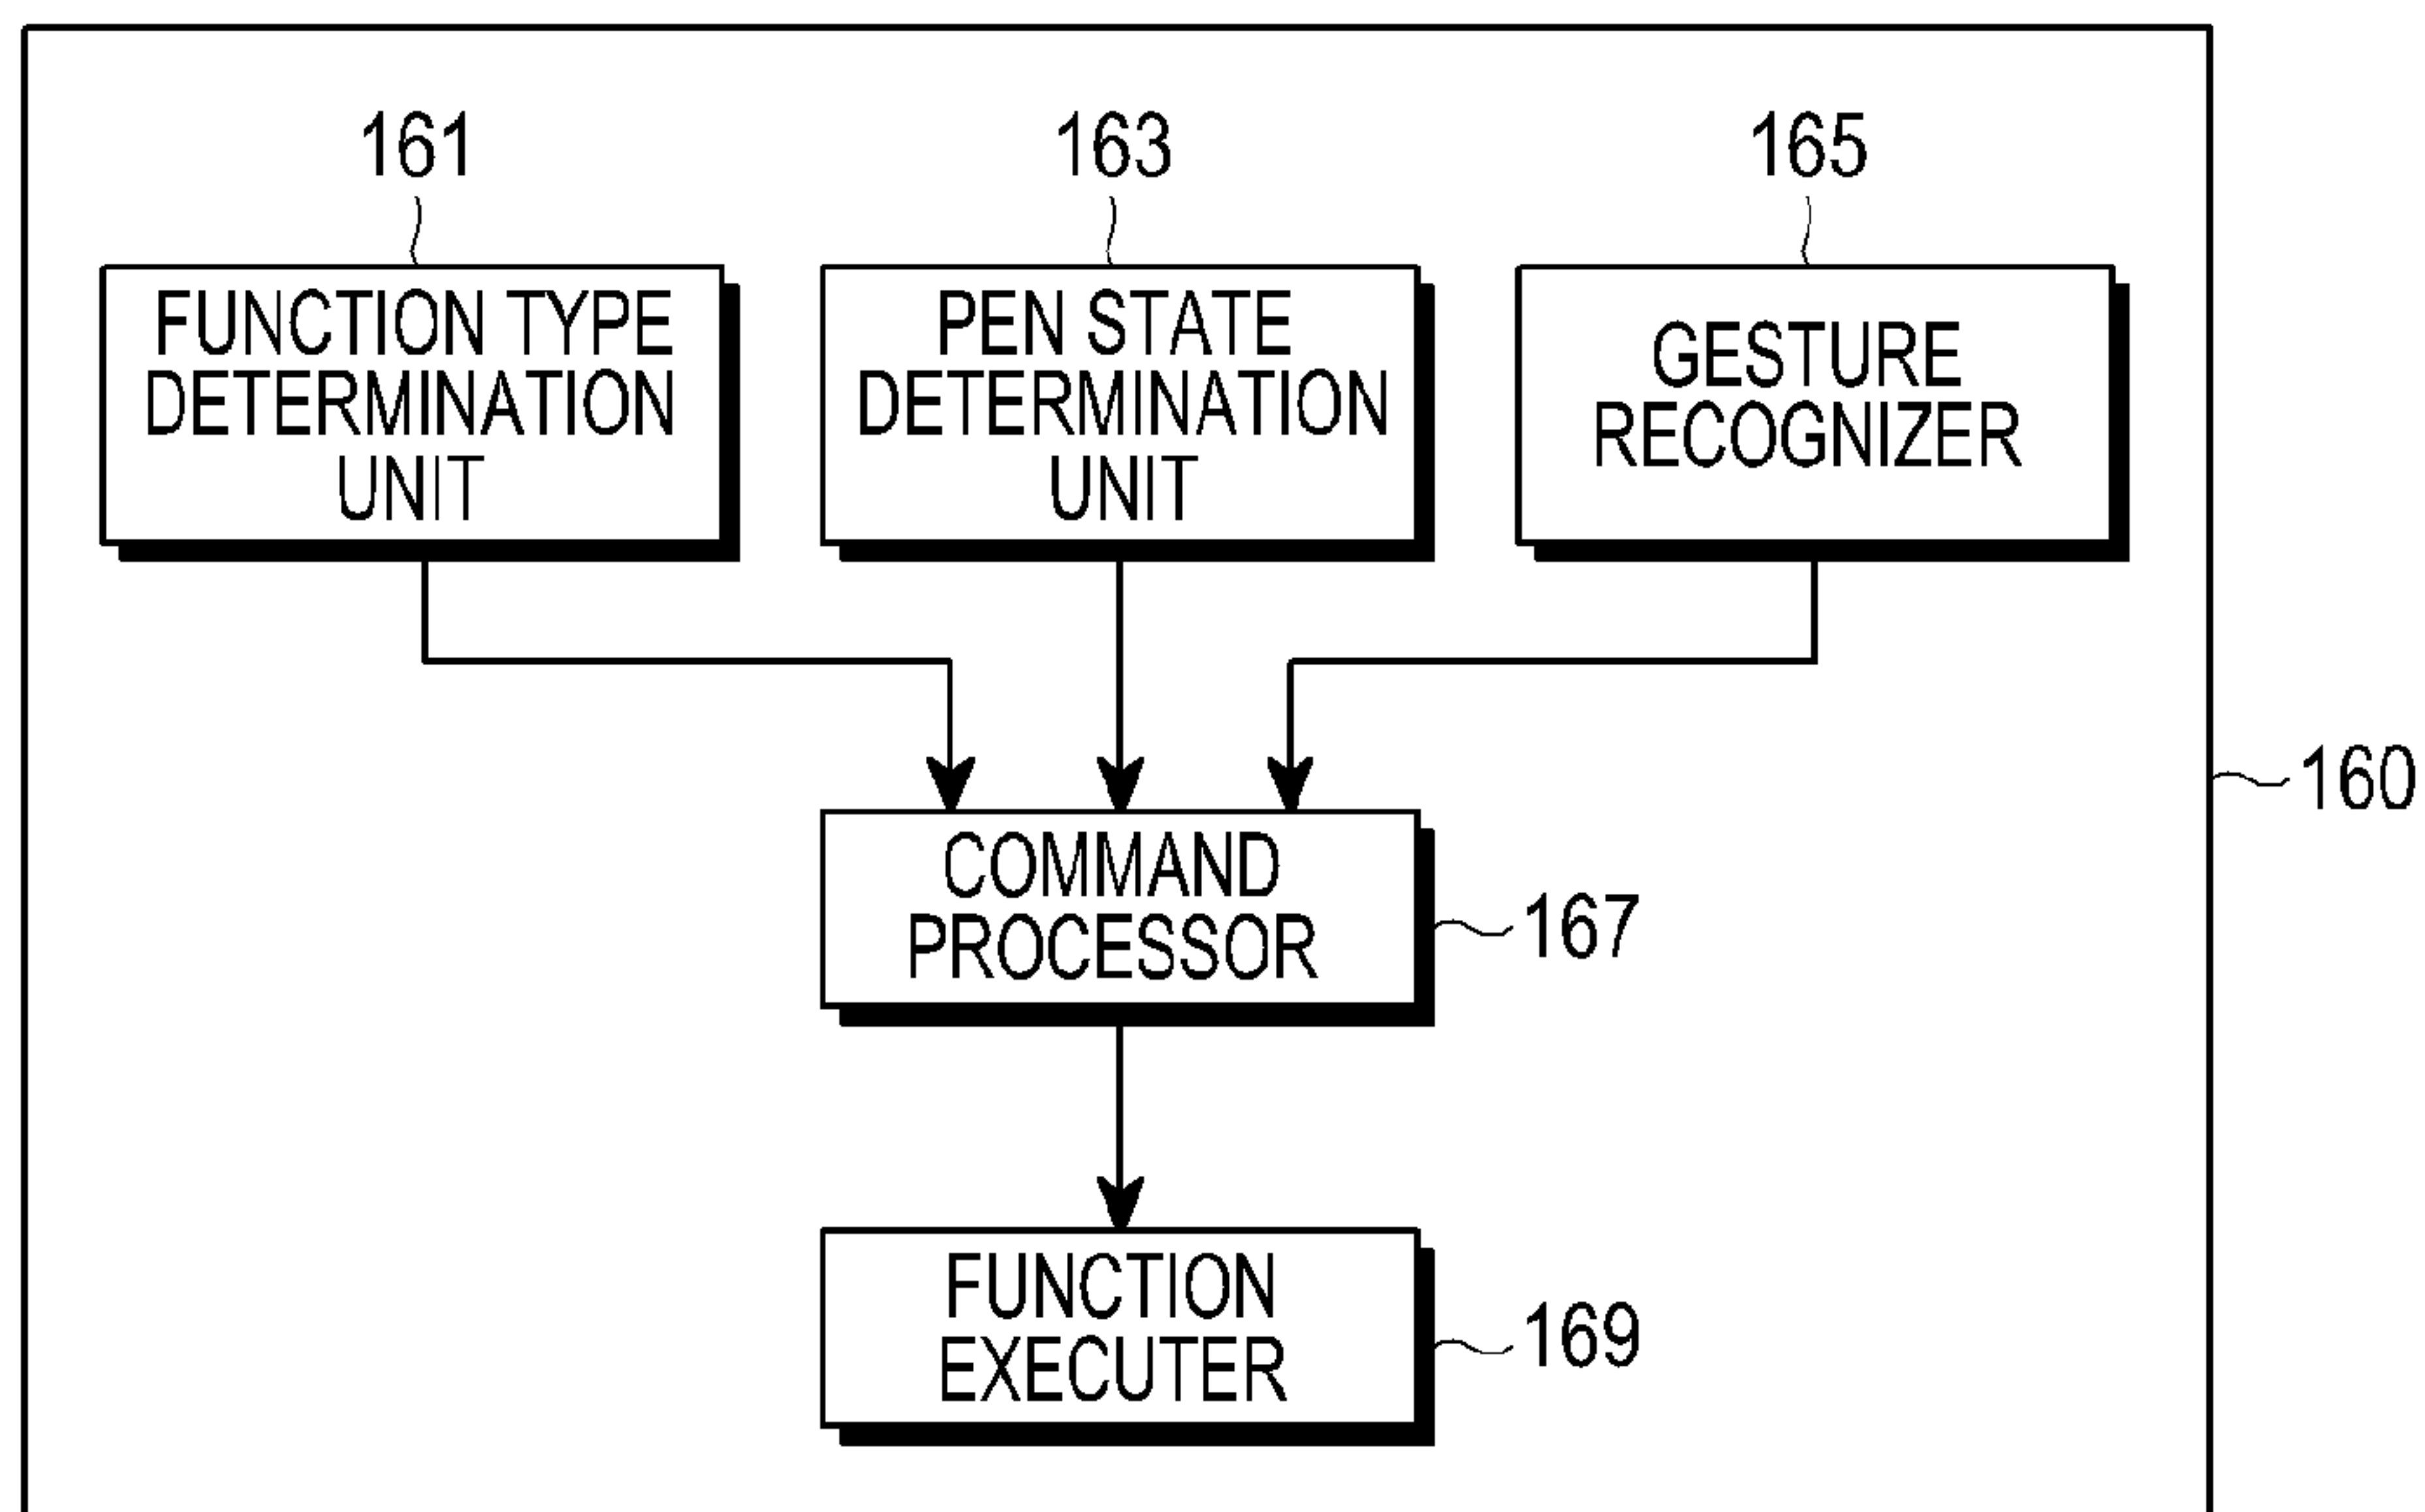 161
163
165
FUNCTION TYPE
DETERMINATION
UNIT
PEN STATE
DETERMINATION
UNIT
GESTURE
RECOGNIZER
160
COMMAND
PROCESSOR
167
FUNCTION
EXECUTER
169